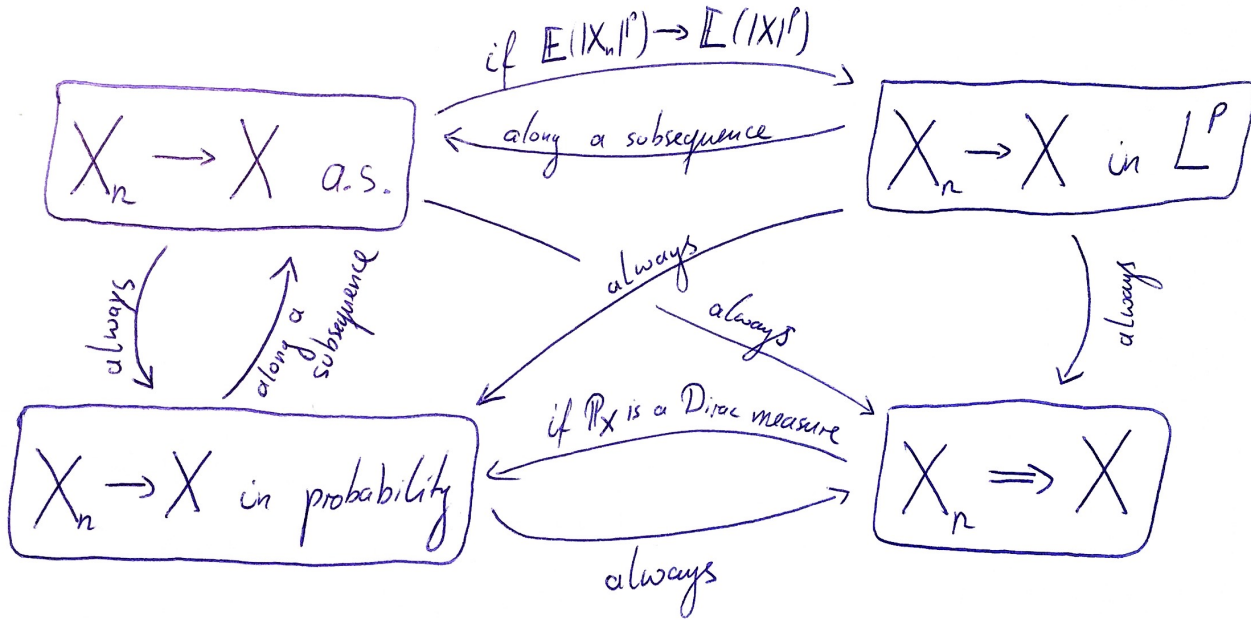 if 𝔼(|Xₙ|ᵖ) → 𝔼(|X|ᵖ)
along a subsequence
Xₙ → X a.s.
Xₙ → X in Lᵖ
always
along a
subsequence
always
always
always
if ℙ_X is a Dirac measure
Xₙ → X in probability
Xₙ ⟹ X
always